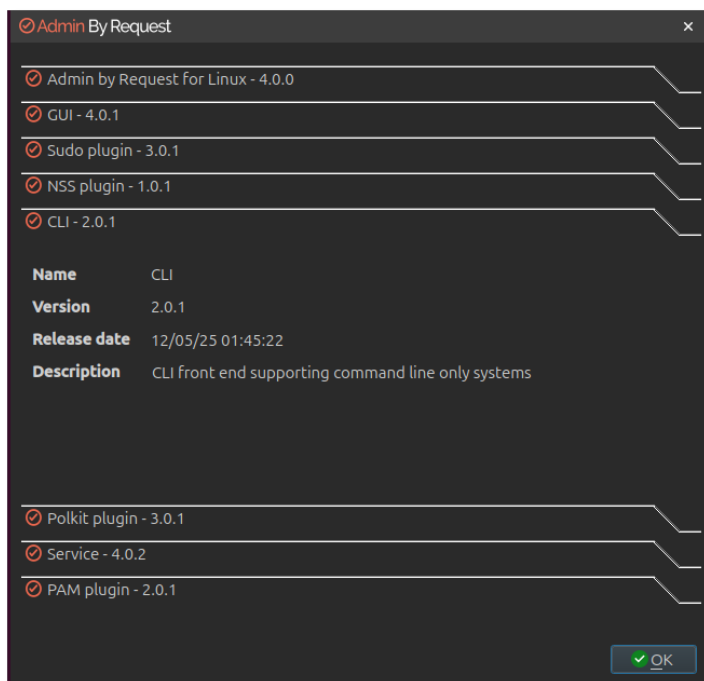 Admin By Request
Admin by Request for Linux - 4.0.0
GUI - 4.0.1
Sudo plugin - 3.0.1
NSS plugin - 1.0.1
CLI - 2.0.1
Name CLI
Version 2.0.1
Release date 12/05/25 01:45:22
Description CLI front end supporting command line only systems
Polkit plugin - 3.0.1
Service - 4.0.2
PAM plugin - 2.0.1
OK